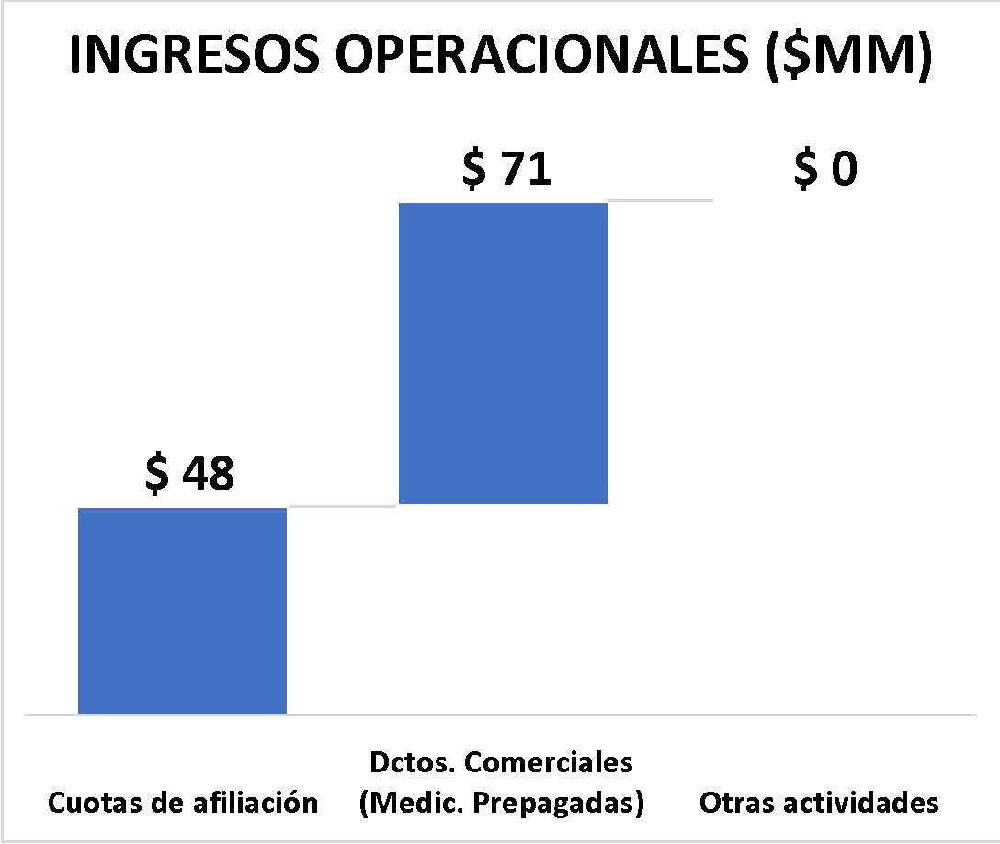 INGRESOS OPERACIONALES ($MM)
$ 71
$ 0
$ 48
Dctos. Comerciales
(Medic. Prepagadas)
Cuotas de afiliación
Otras actividades